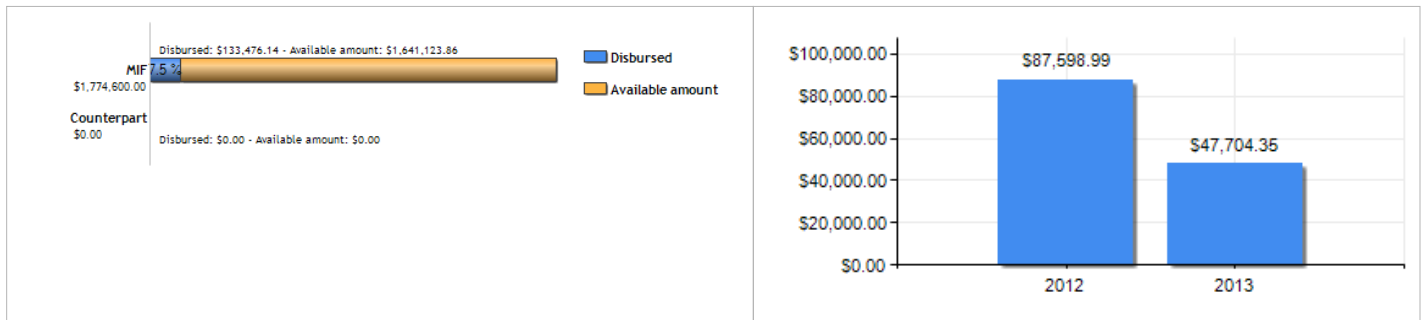 Disbursed: $133,476.14 - Available amount: $1,641,123.86
MIF
7.5 %
$1,774,600.00
Counterpart
$0.00
Disbursed: $0.00 - Available amount: $0.00
Disbursed
Available amount
$100,000.00
$80,000.00
$60,000.00
$40,000.00
$20,000.00
$0.00
$87,598.99
$47,704.35
2012
2013